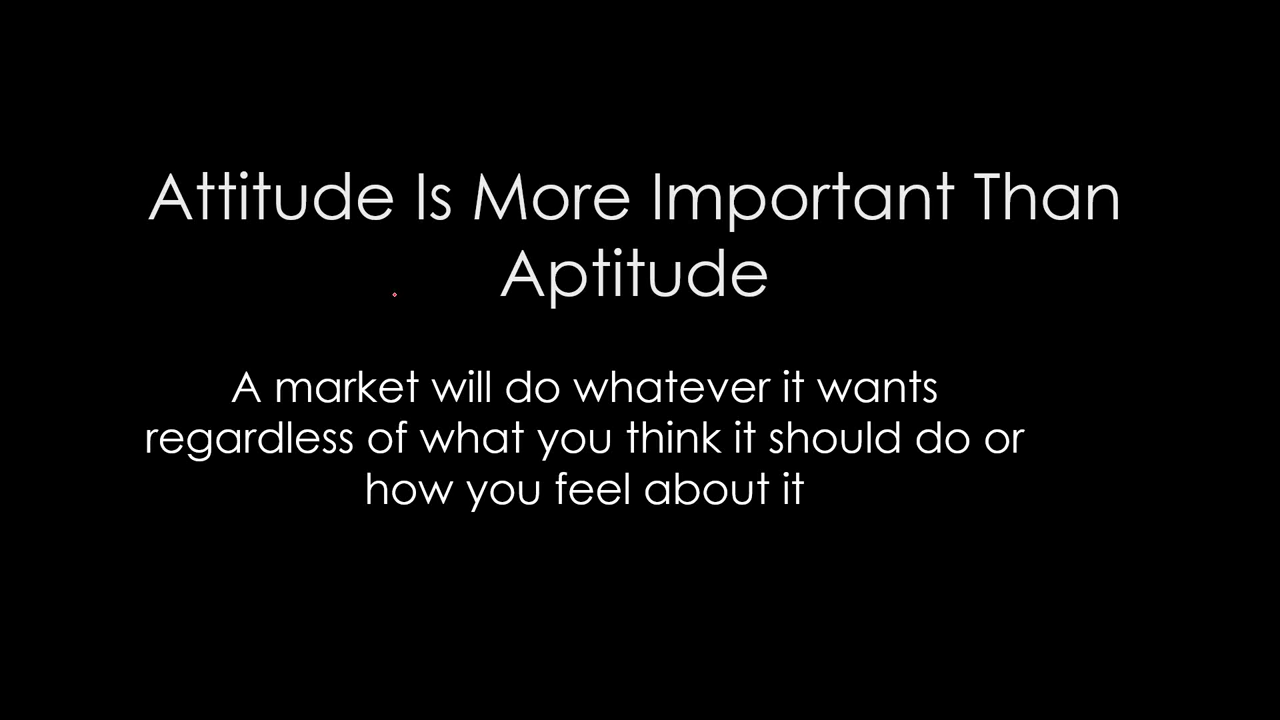 Attitude Is More Important Than
Aptitude
A market will do whatever it wants
regardless of what you think it should do or
how you feel about it